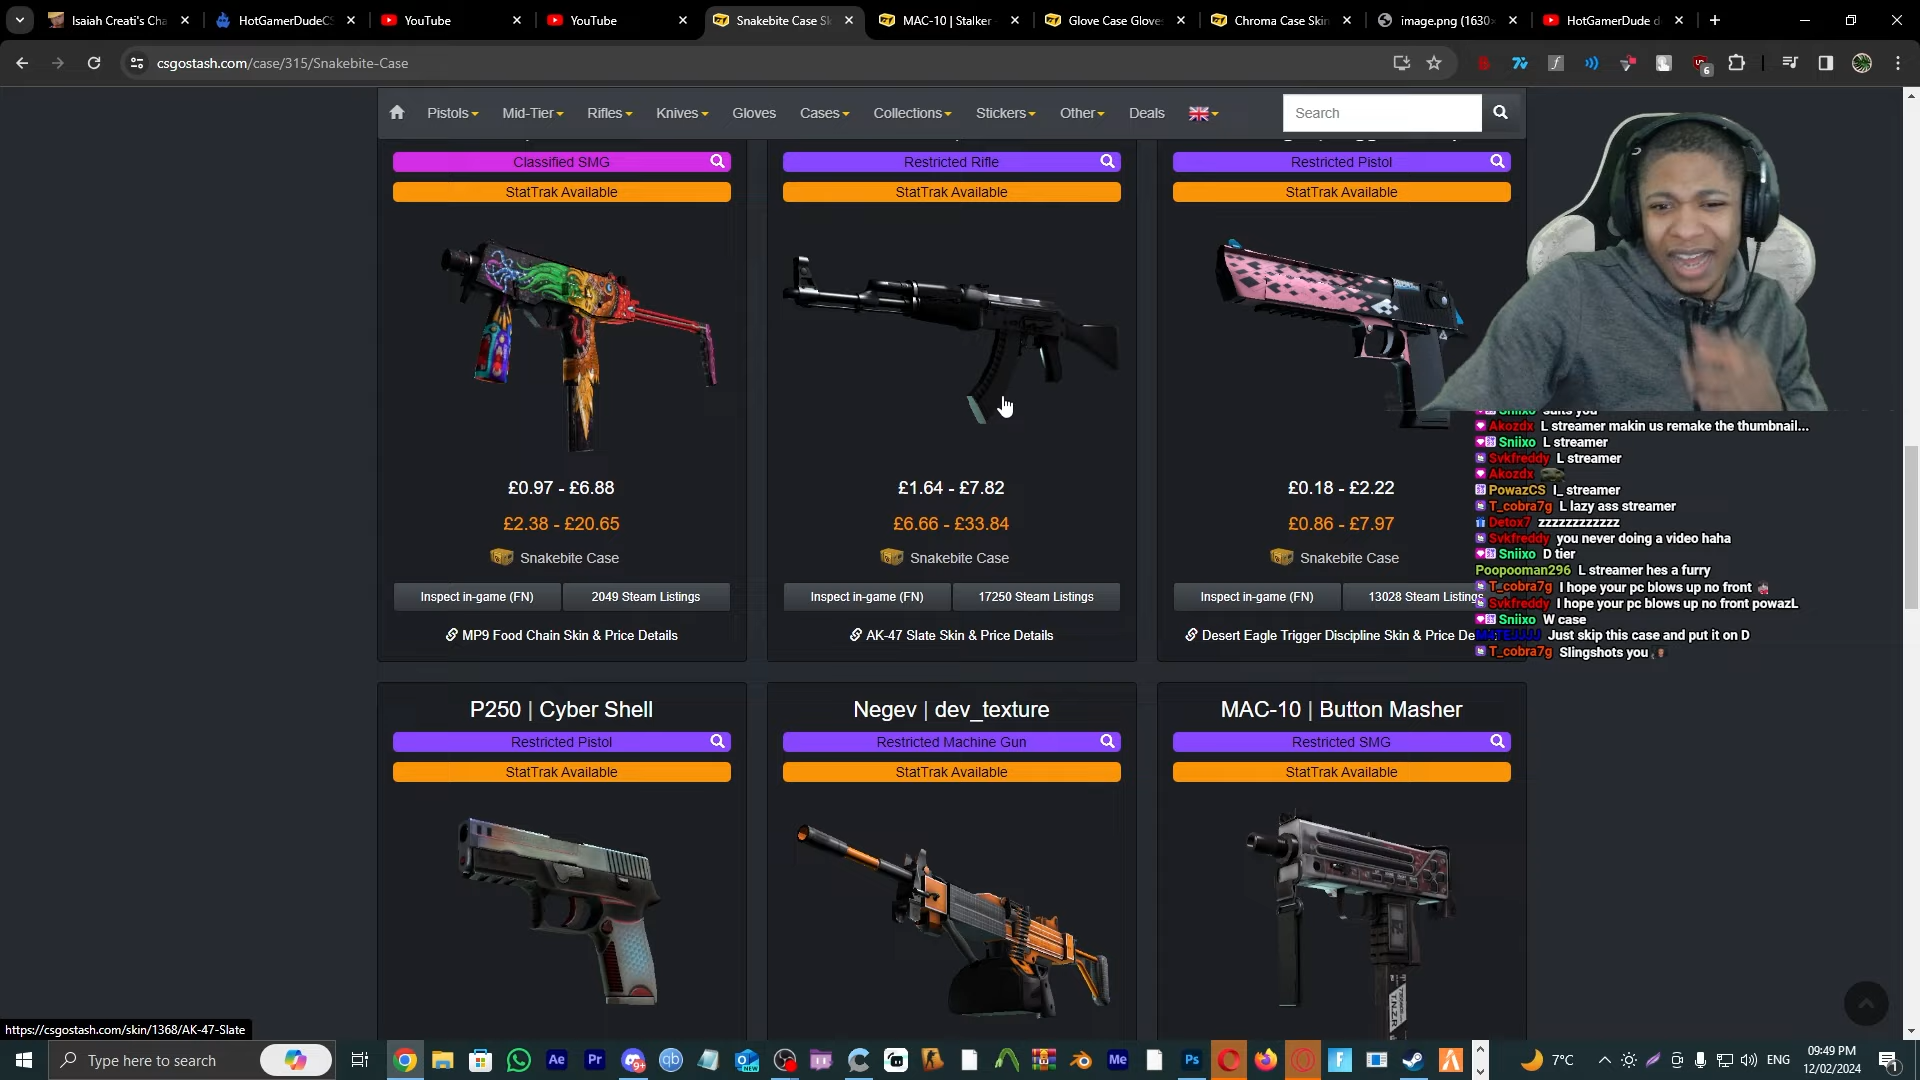 Isaiah Creati's Cha
HotGamerDudeC
YouTube
YouTube
Snakebite Case Sk
MAC-10 | Stalker
Glove Case Glove
Chroma Case Skin
image.png (1630
HotGamerDude d
csgostash.com/case/315/Snakebite-Case
6
Pistols
Mid-Tier
Rifles
Knives
Gloves
Cases
Collections
Stickers
Other
Deals
Search
Classified SMG
Restricted Rifle
Restricted Pistol
StatTrak Available
StatTrak Available
StatTrak Available
£0.97 - £6.88
£1.64 - £7.82
£0.18 - £2.22
£2.38 - £20.65
£6.66 - £33.84
£0.86 - £7.97
Snakebite Case
Snakebite Case
Snakebite Case
Inspect in-game (FN)
2049 Steam Listings
Inspect in-game (FN)
17250 Steam Listings
Inspect in-game (FN)
13028 Steam Listings
MP9 Food Chain Skin & Price Details
AK-47 Slate Skin & Price Details
Desert Eagle Trigger Discipline Skin & Price De
Sniixo suits you
Akozdx L streamer makin us remake the thumbnail...
Sniixo L streamer
Svkfreddy L streamer
Akozdx
PowazCS l_ streamer
T_cobra7g L lazy ass streamer
Detox7 zzzzzzzzzzzz
Svkfreddy you never doing a video haha
Sniixo D tier
Poopooman296 L streamer hes a furry
T_cobra7g I hope your pc blows up no front
Svkfreddy I hope your pc blows up no front powazL
Sniixo W case
Just skip this case and put it on D
T_cobra7g Slingshots you
P250 | Cyber Shell
Negev | dev_texture
MAC-10 | Button Masher
Restricted Pistol
Restricted Machine Gun
Restricted SMG
StatTrak Available
StatTrak Available
StatTrak Available
https://csgostash.com/skin/1368/AK-47-Slate
Type here to search
7°C
ENG
09:49 PM
12/02/2024